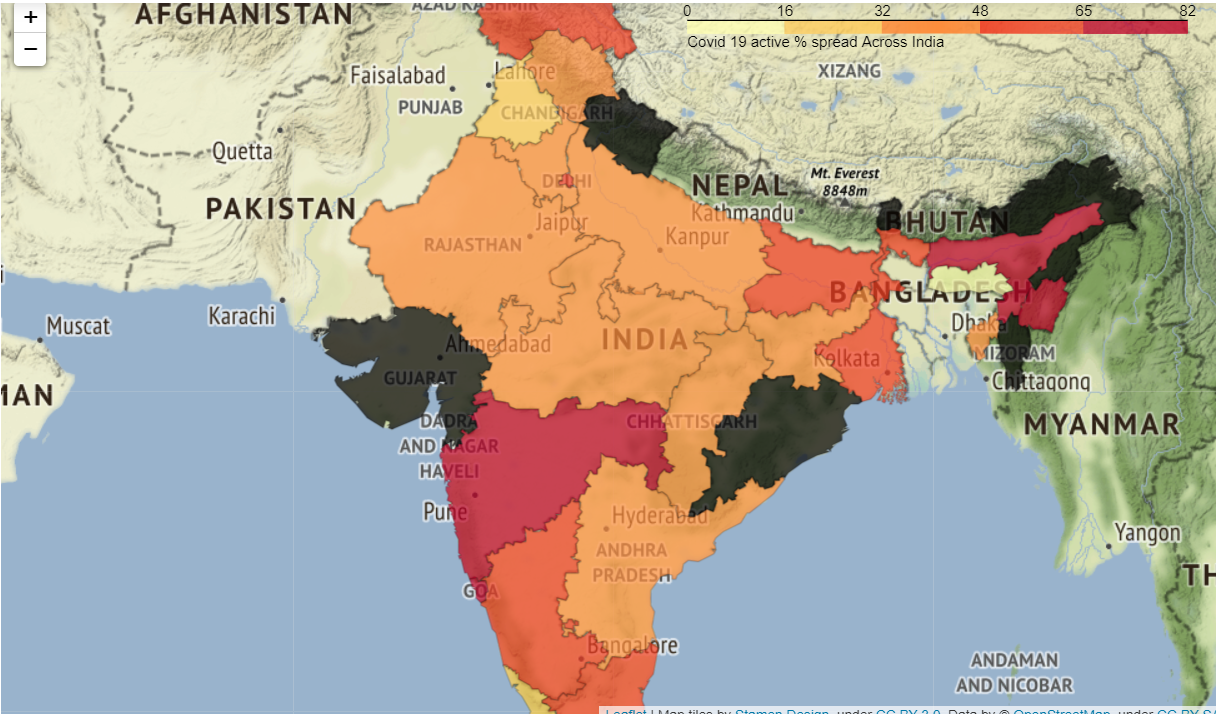 +
−
0 16 32 48 65 82
Covid 19 active % spread Across India
AFGHANISTAN
AZAD KASHMIR
Lahore
Faisalabad
PUNJAB
CHANDIGARH
XIZANG
Quetta
DELHI
NEPAL
Mt. Everest
8848m
PAKISTAN
Kathmandu
BHUTAN
Jaipur
Kanpur
RAJASTHAN
BANGLADESH
Karachi
Muscat
Dhaka
INDIA
Ahmedabad
Kolkata
MIZORAM
GUJARAT
Chittagong
MAN
DADRA
AND NAGAR
HAVELI
CHHATTISGARH
MYANMAR
Pune
Hyderabad
Yangon
ANDHRA
PRADESH
TH
GOA
Bangalore
ANDAMAN
AND NICOBAR
Leaflet | Map tiles by Stamen Design, under CC BY 3.0. Data by © OpenStreetMap, under CC BY SA